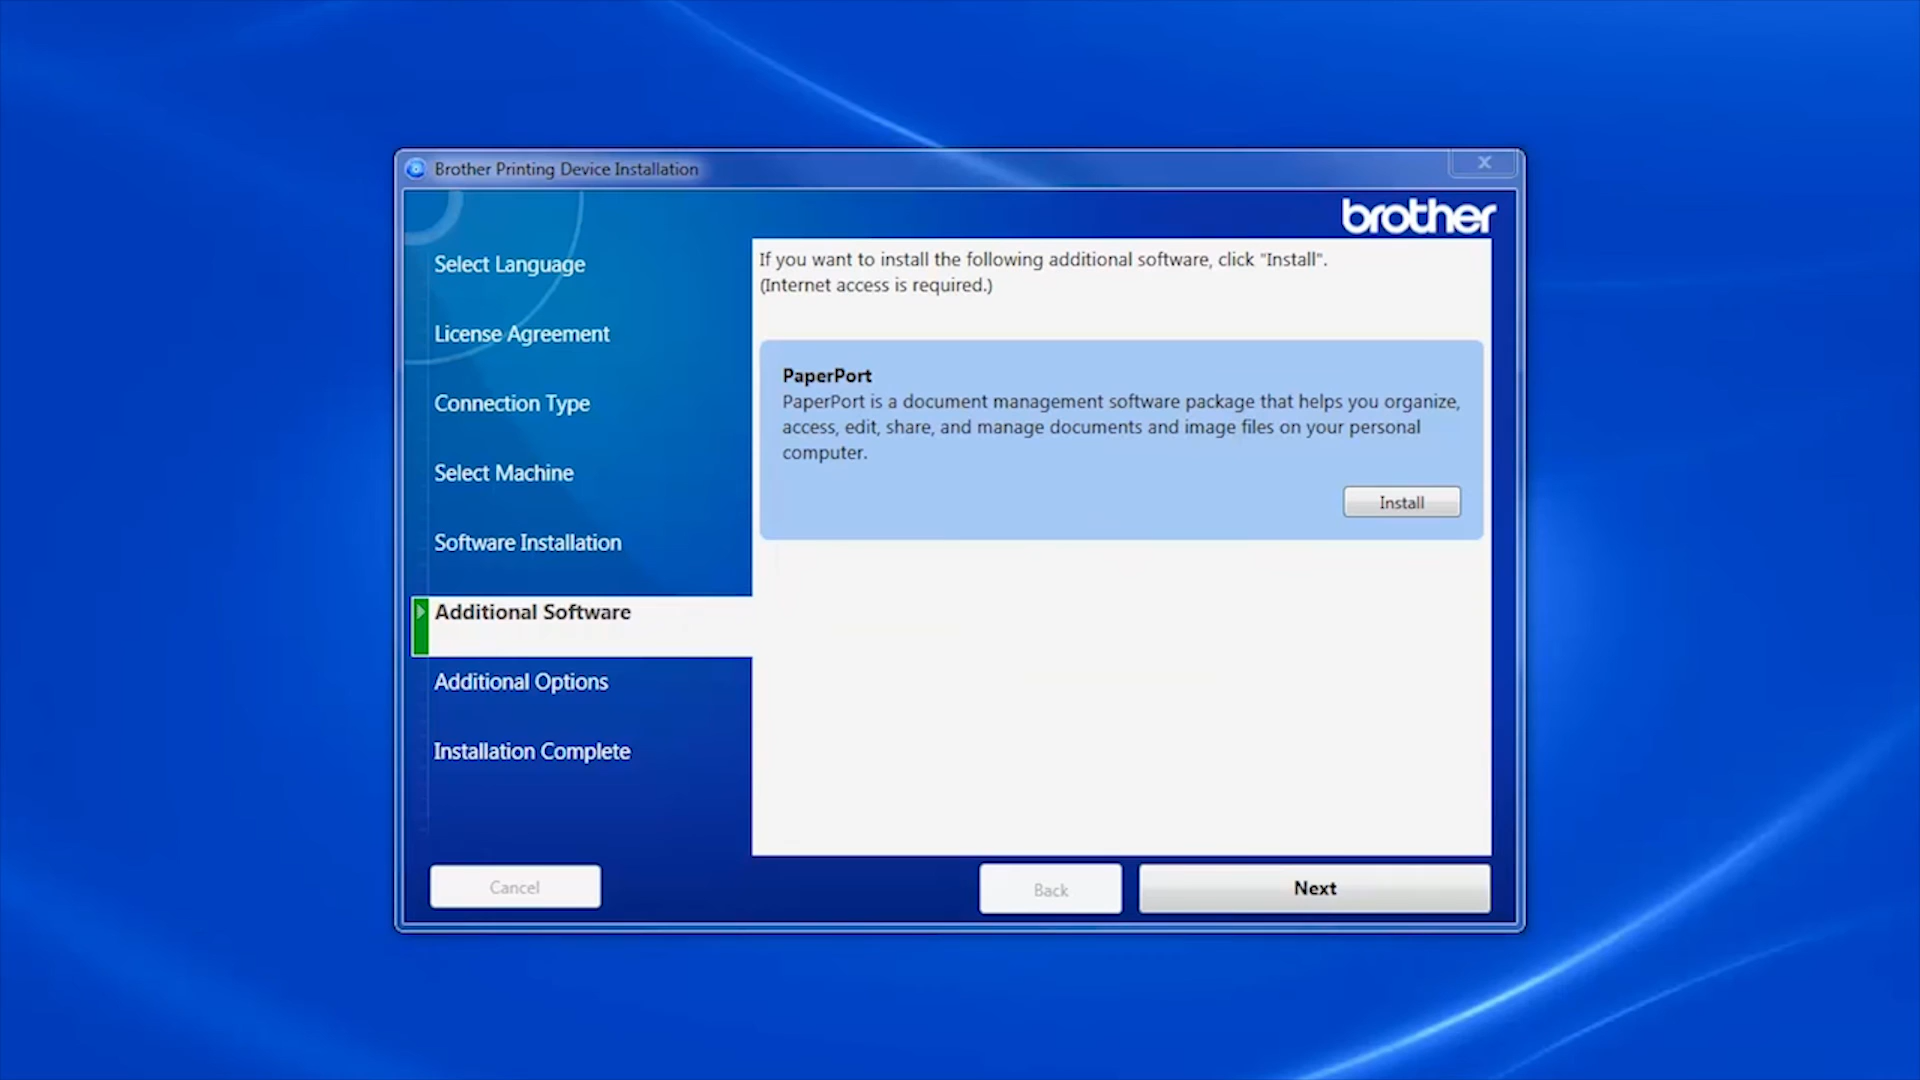 Brother Printing Device Installation
brother
Select Language
License Agreement
Connection Type
Select Machine
Software Installation
Additional Software
Additional Options
Installation Complete
If you want to install the following additional software, click "Install".
(Internet access is required.)
PaperPort
PaperPort is a document management software package that helps you organize,
access, edit, share, and manage documents and image files on your personal
computer.
Install
Cancel
Back
Next